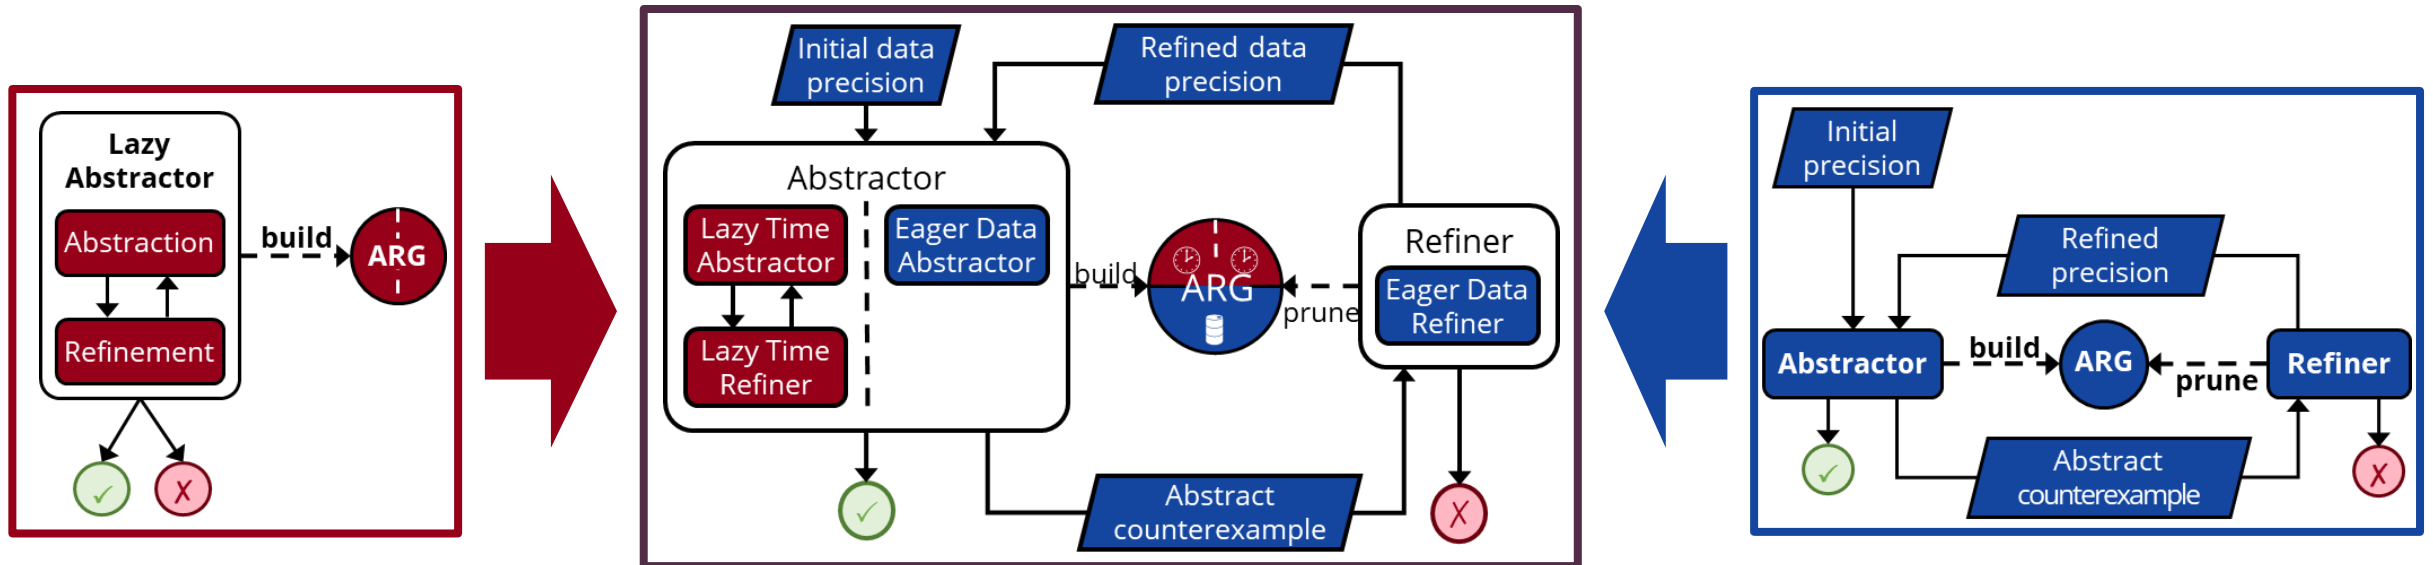 Lazy
Abstractor
Abstraction
Refinement
build
ARG
✓
✗
Initial data
precision
Refined data
precision
Abstractor
Lazy Time
Abstractor
Eager Data
Abstractor
Lazy Time
Refiner
build
ARG
prune
Refiner
Eager Data
Refiner
Abstract
counterexample
✓
✗
Initial
precision
Refined
precision
Abstractor
build
ARG
prune
Refiner
Abstract
counterexample
✓
✗